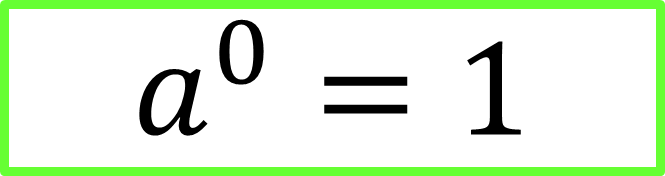 a⁰ = 1